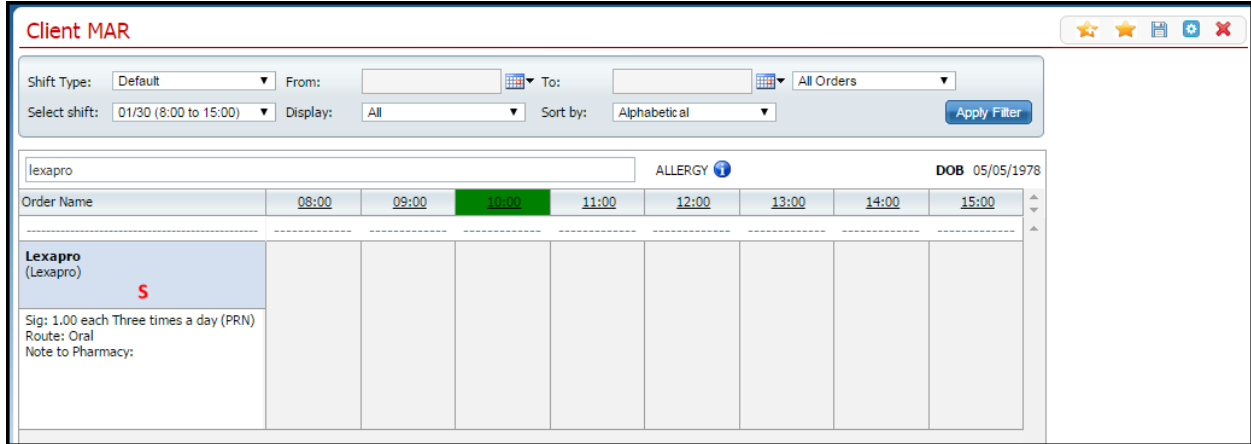 Client MAR
Shift Type: Default From: To: All Orders
Select shift: 01/30 (8:00 to 15:00) Display: All Sort by: Alphabetical Apply Filter
lexapro ALLERGY DOB 05/05/1978
Order Name 08:00 09:00 10:00 11:00 12:00 13:00 14:00 15:00
Lexapro
(Lexapro)
S
Sig: 1.00 each Three times a day (PRN)
Route: Oral
Note to Pharmacy: